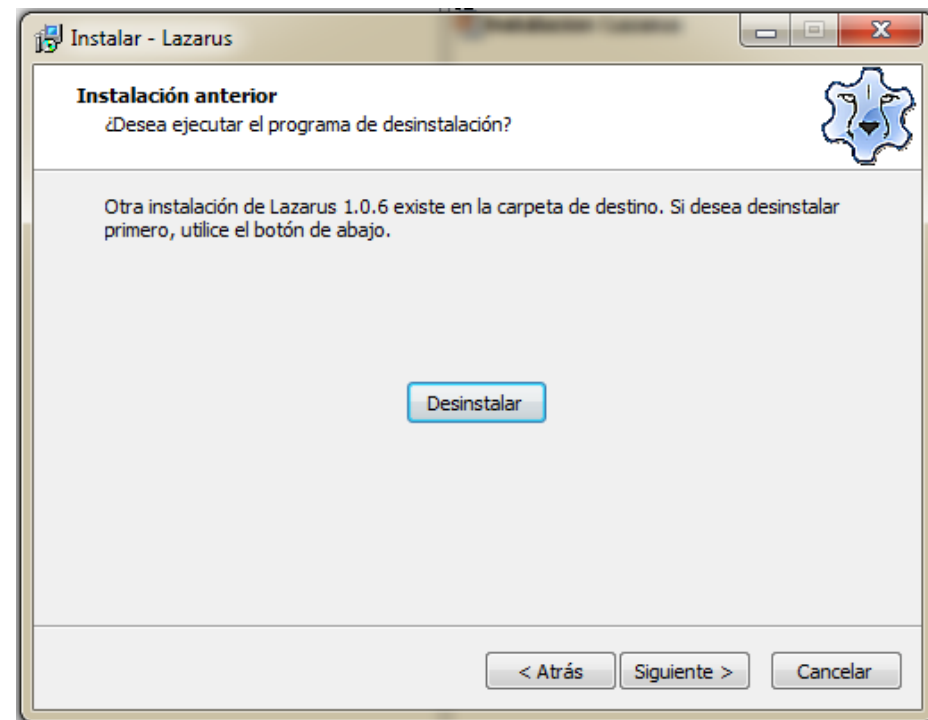 Instalar - Lazarus
Instalación anterior
¿Desea ejecutar el programa de desinstalación?
Otra instalación de Lazarus 1.0.6 existe en la carpeta de destino. Si desea desinstalar
primero, utilice el botón de abajo.
Desinstalar
< Atrás
Siguiente >
Cancelar